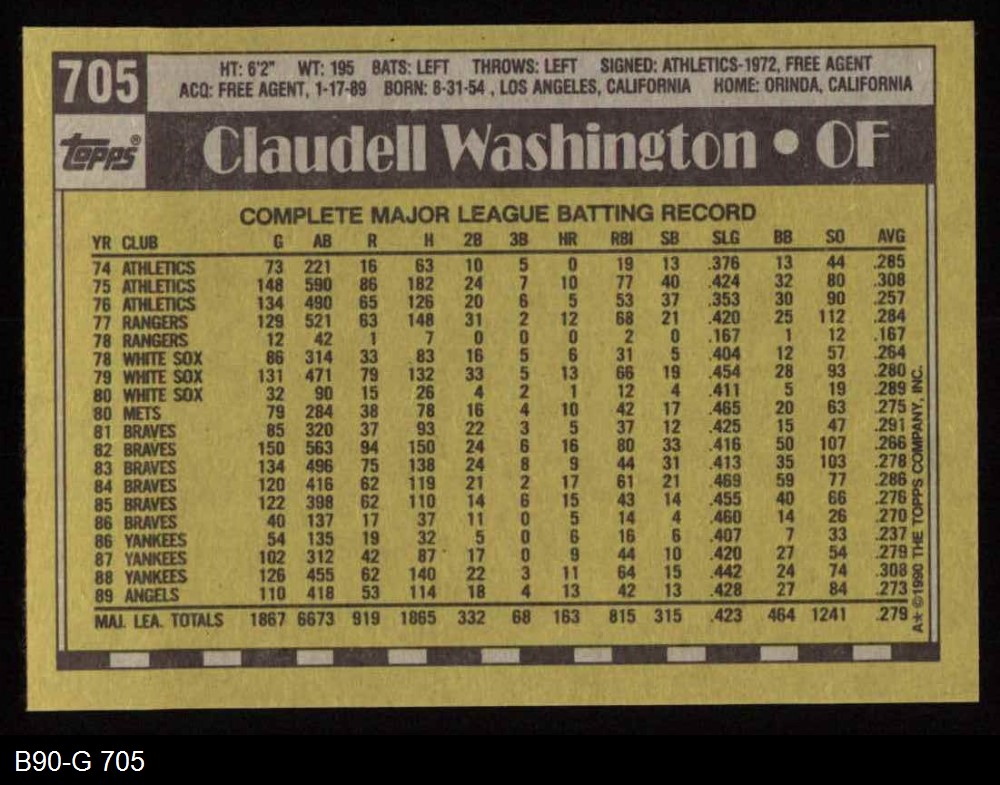 705
HT: 6'2" WT: 195 BATS: LEFT THROWS: LEFT SIGNED: ATHLETICS-1972, FREE AGENT
ACQ: FREE AGENT, 1-17-89 BORN: 8-31-54 , LOS ANGELES, CALIFORNIA HOME: ORINDA, CALIFORNIA
topps®
Claudell Washington • OF
COMPLETE MAJOR LEAGUE BATTING RECORD
YR CLUB G AB R H 2B 3B HR RBI SB SLG BB SO AVG
74 ATHLETICS 73 221 16 63 10 5 0 19 13 .376 13 44 .285
75 ATHLETICS 148 590 86 182 24 7 10 77 40 .424 32 80 .308
76 ATHLETICS 134 490 65 126 20 6 5 53 37 .353 30 90 .257
77 RANGERS 129 521 63 148 31 2 12 68 21 .420 25 112 .284
78 RANGERS 12 42 1 7 0 0 0 2 0 .167 1 12 .167
78 WHITE SOX 86 314 33 83 16 5 6 31 5 .404 12 57 .264
79 WHITE SOX 131 471 79 132 33 5 13 66 19 .454 28 93 .280
80 WHITE SOX 32 90 15 26 4 2 1 12 4 .411 5 19 .289
80 METS 79 284 38 78 16 4 10 42 17 .465 20 63 .275
81 BRAVES 85 320 37 93 22 3 5 37 12 .425 15 47 .291
82 BRAVES 150 563 94 150 24 6 16 80 33 .416 50 107 .266
83 BRAVES 134 496 75 138 24 8 9 44 31 .413 35 103 .278
84 BRAVES 120 416 62 119 21 2 17 61 21 .469 59 77 .286
85 BRAVES 122 398 62 110 14 6 15 43 14 .455 40 66 .276
86 BRAVES 40 137 17 37 11 0 5 14 4 .460 14 26 .270
86 YANKEES 54 135 19 32 5 0 6 16 6 .407 7 33 .237
87 YANKEES 102 312 42 87 17 0 9 44 10 .420 27 54 .279
88 YANKEES 126 455 62 140 22 3 11 64 15 .442 24 74 .308
89 ANGELS 110 418 53 114 18 4 13 42 13 .428 27 84 .273
MAJ. LEA. TOTALS 1867 6673 919 1865 332 68 163 815 315 .423 464 1241 .279
A★ ©1990 THE TOPPS COMPANY, INC.
B90-G 705